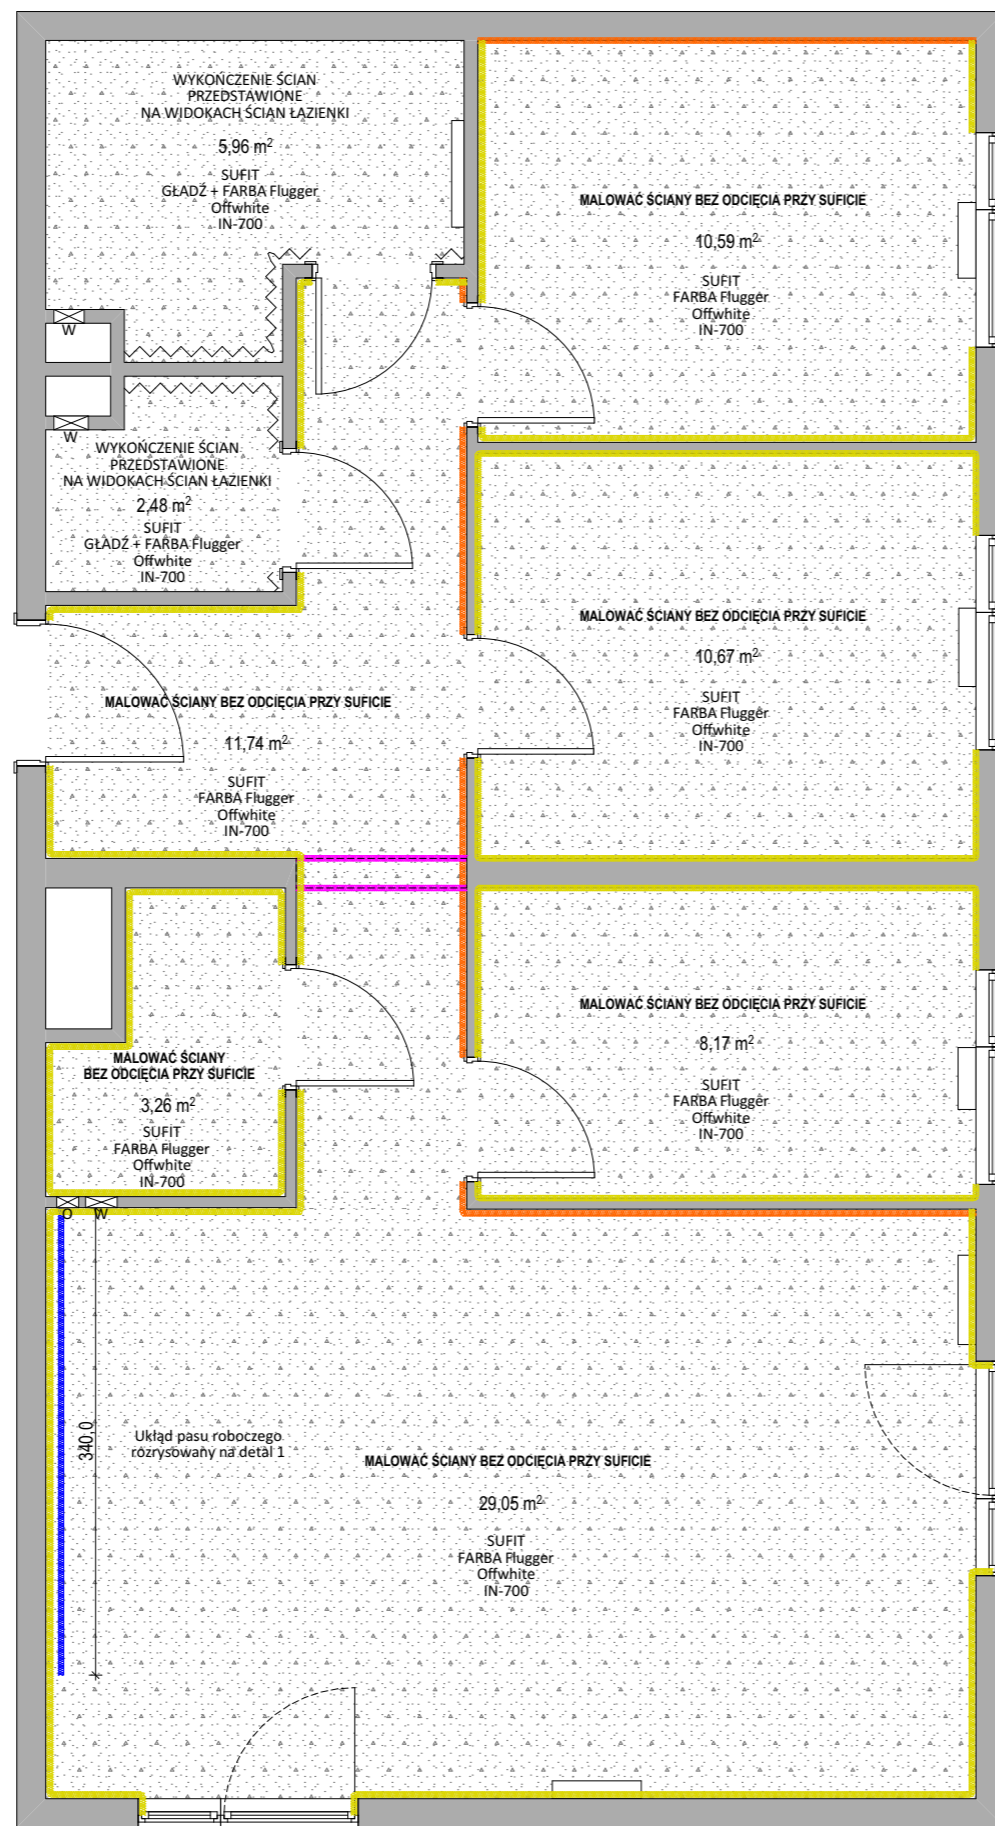 WYKOŃCZENIE ŚCIAN
PRZEDSTAWIONE
NA WIDOKACH ŚCIAN ŁAZIENKI
5,96 m²
SUFIT
GŁADŹ + FARBA Flugger
Offwhite
IN-700
MALOWAĆ ŚCIANY BEZ ODCIĘCIA PRZY SUFICIE
10,59 m²
SUFIT
FARBA Flugger
Offwhite
IN-700
W
W
WYKOŃCZENIE ŚCIAN
PRZEDSTAWIONE
NA WIDOKACH ŚCIAN ŁAZIENKI
2,48 m²
SUFIT
GŁADŹ + FARBA Flugger
Offwhite
IN-700
MALOWAĆ ŚCIANY BEZ ODCIĘCIA PRZY SUFICIE
10,67 m²
SUFIT
FARBA Flugger
Offwhite
IN-700
MALOWAĆ ŚCIANY BEZ ODCIĘCIA PRZY SUFICIE
11,74 m²
SUFIT
FARBA Flugger
Offwhite
IN-700
MALOWAĆ ŚCIANY BEZ ODCIĘCIA PRZY SUFICIE
8,17 m²
SUFIT
FARBA Flugger
Offwhite
IN-700
MALOWAĆ ŚCIANY
BEZ ODCIĘCIA PRZY SUFICIE
3,26 m²
SUFIT
FARBA Flugger
Offwhite
IN-700
O W
340,0
Układ pasu roboczego
rozrysowany na detal 1
MALOWAĆ ŚCIANY BEZ ODCIĘCIA PRZY SUFICIE
29,05 m²
SUFIT
FARBA Flugger
Offwhite
IN-700